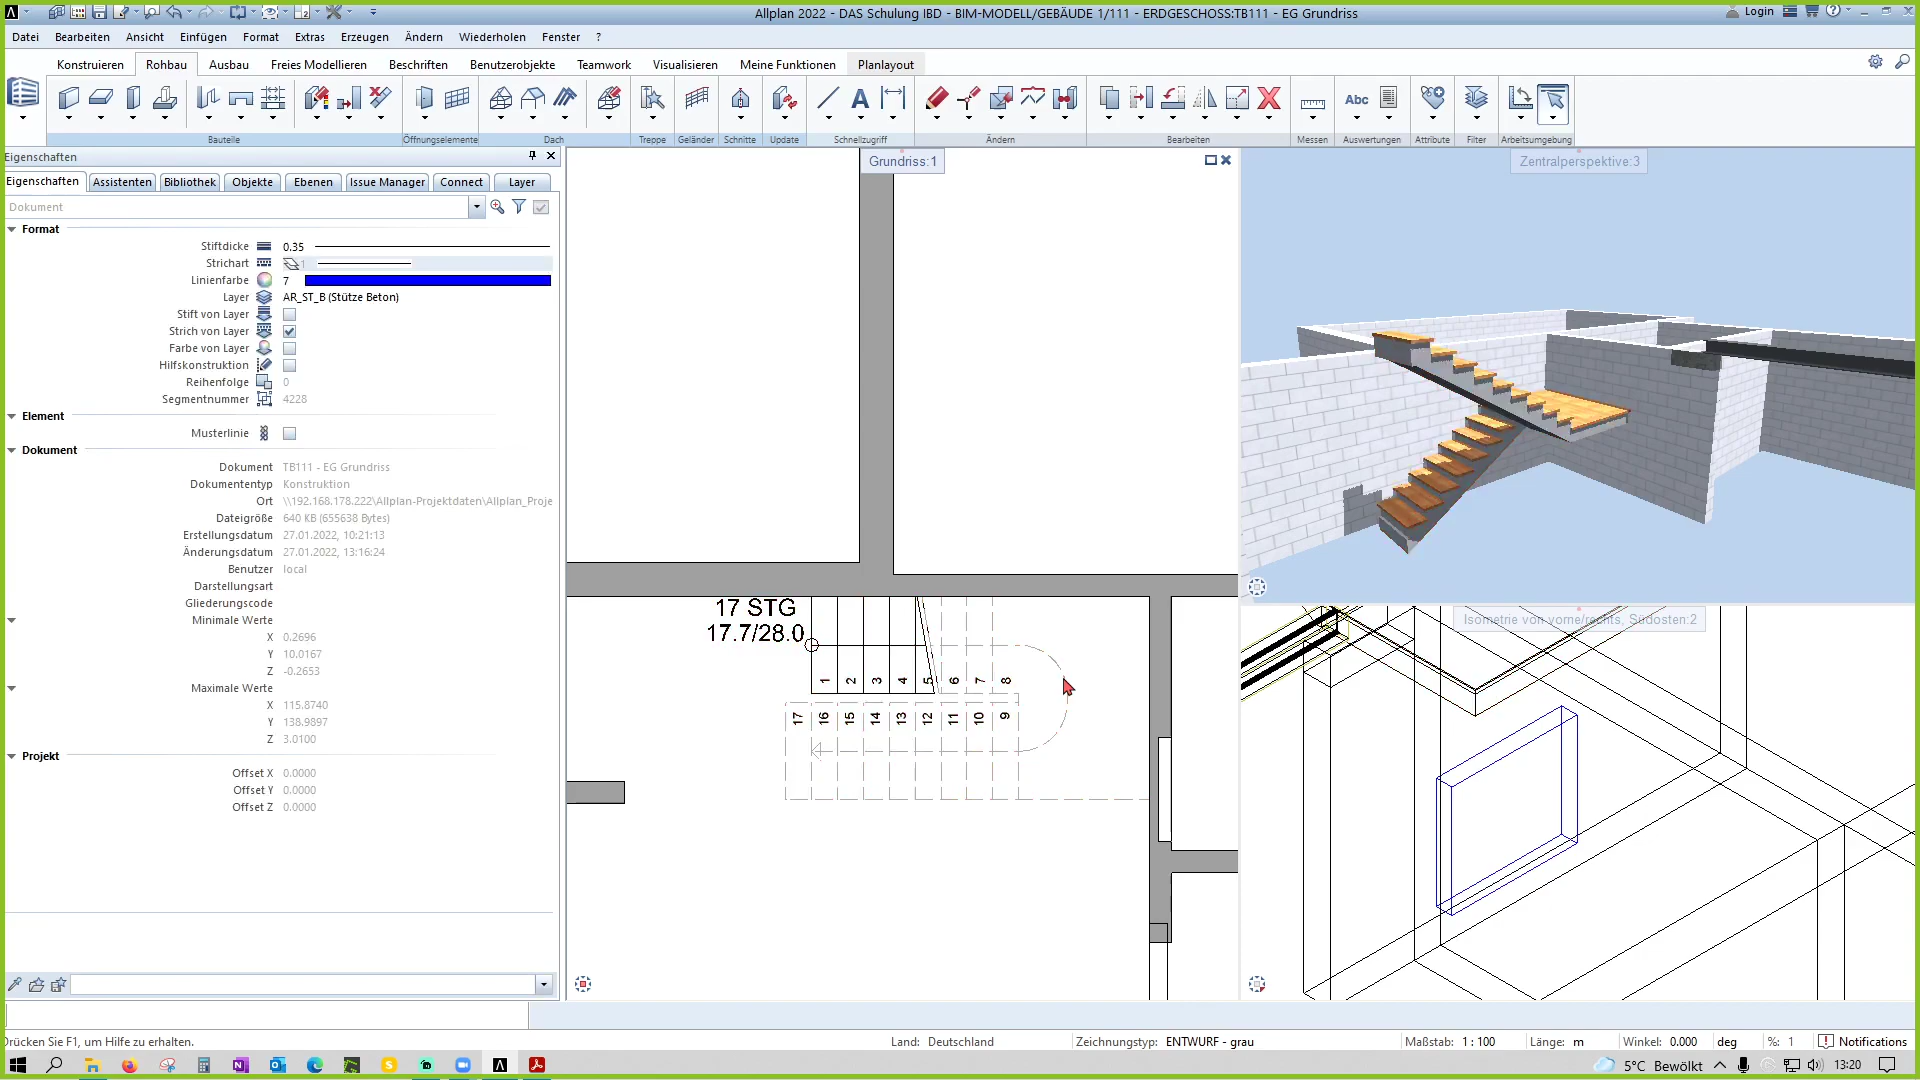 Allplan 2022 - DAS Schulung IBD - BIM-MODELL/GEBÄUDE 1/111 - ERDGESCHOSS:TB111 - EG Grundriss
Login
Datei Bearbeiten Ansicht Einfügen Format Extras Erzeugen Ändern Wiederholen Fenster ?
Konstruieren Rohbau Ausbau Freies Modellieren Beschriften Benutzerobjekte Teamwork Visualisieren Meine Funktionen Planlayout
Abc
Bauteile Öffnungselemente Dach Treppe Geländer Schnitte Update Schnellzugriff Ändern Bearbeiten Messen Auswertungen Attribute Filter Arbeitsumgebung
Eigenschaften
Eigenschaften Assistenten Bibliothek Objekte Ebenen Issue Manager Connect Layer
Dokument
Format
Stiftdicke 0.35
Strichart 1
Linienfarbe 7
Layer AR_ST_B (Stütze Beton)
Stift von Layer
Strich von Layer
Farbe von Layer
Hilfskonstruktion
Reihenfolge 0
Segmentnummer 4228
Element
Musterlinie
Dokument
Dokument TB111 - EG Grundriss
Dokumententyp Konstruktion
Ort \\192.168.178.222\Allplan-Projektdaten\Allplan_Proje
Dateigröße 640 KB (655638 Bytes)
Erstellungsdatum 27.01.2022, 10:21:13
Änderungsdatum 27.01.2022, 13:16:24
Benutzer local
Darstellungsart
Gliederungscode
Minimale Werte
X 0.2696
Y 10.0167
Z -0.2653
Maximale Werte
X 115.8740
Y 138.9897
Z 3.0100
Projekt
Offset X 0.0000
Offset Y 0.0000
Offset Z 0.0000
Grundriss:1
17 STG
17.7/28.0
1 2 3 4 5 6 7 8
17 16 15 14 13 12 11 10 9
Zentralperspektive:3
Isometrie von vorne/rechts, Südosten:2
Drücken Sie F1, um Hilfe zu erhalten.
Land: Deutschland
Zeichnungstyp: ENTWURF - grau
Maßstab: 1 : 100
Länge: m
Winkel: 0.000 deg
%: 1
Notifications
5°C Bewölkt
13:20